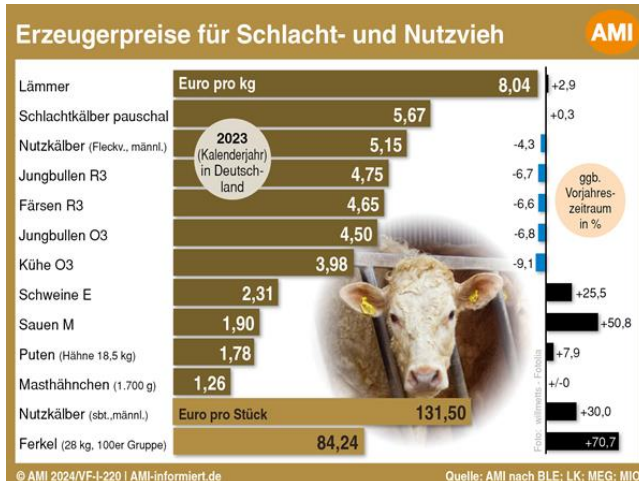 Erzeugerpreise für Schlacht- und Nutzvieh
AMI
Lämmer Euro pro kg 8,04 +2,9
Schlachtkälber pauschal 5,67 +0,3
Nutzkälber (Fleckv., männl.) 5,15 -4,3
Jungbullen R3 4,75 -6,7
Färsen R3 4,65 -6,6
Jungbullen O3 4,50 -6,8
Kühe O3 3,98 -9,1
Schweine E 2,31 +25,5
Sauen M 1,90 +50,8
Puten (Hähne 18,5 kg) 1,78 +7,9
Masthähnchen (1.700 g) 1,26 +/-0
Nutzkälber (sbt.,männl.) Euro pro Stück 131,50 +30,0
Ferkel (28 kg, 100er Gruppe) 84,24 +70,7
2023
(Kalenderjahr)
in Deutsch-
land
ggb.
Vorjahres-
zeitraum
in %
Foto: willmetts - Fotolia
© AMI 2024/VF-I-220 | AMI-informiert.de
Quelle: AMI nach BLE; LK; MEG; MIO